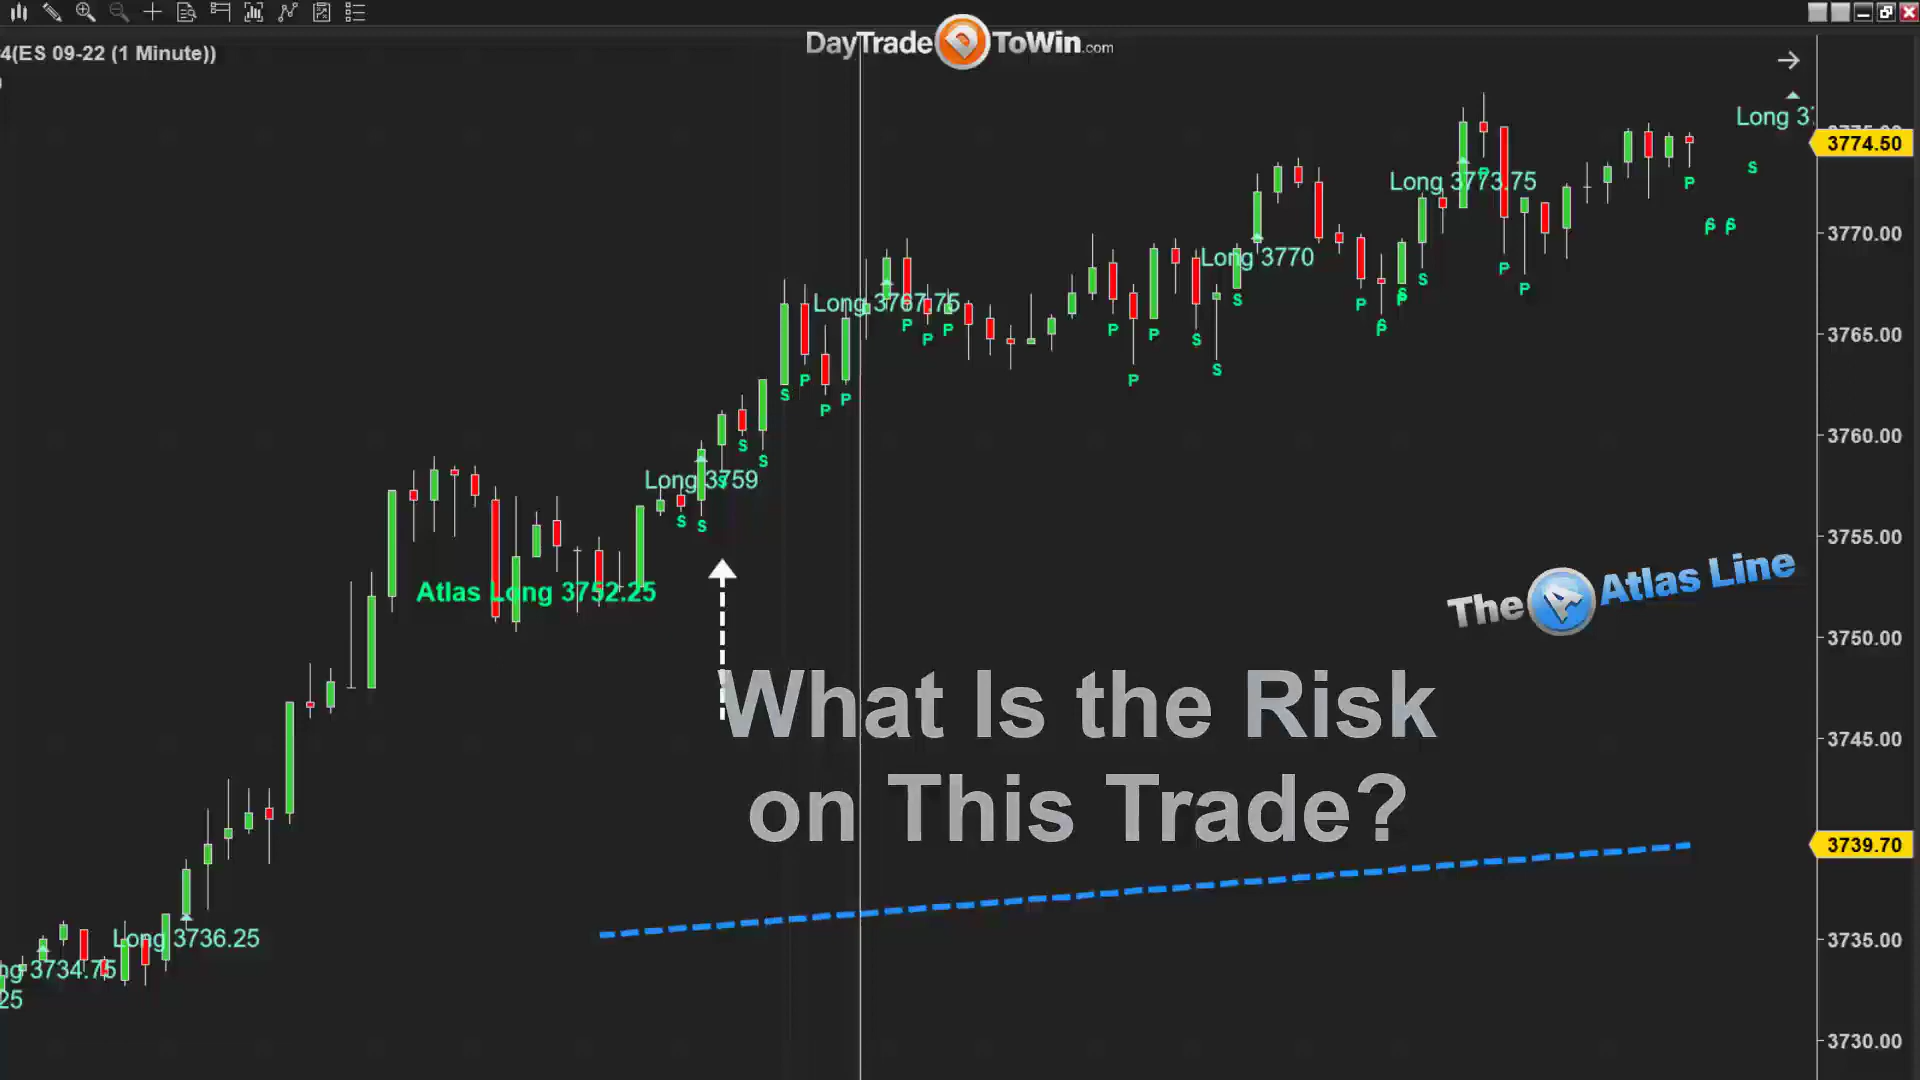 4(ES 09-22 (1 Minute))
DayTradeToWin.com
Long 37
3774.50
Long 3773.75
3770.00
Long 3770
Long 3767.75
3765.00
3760.00
Long 3759
3755.00
Atlas Long 3752.25
The Atlas Line
3750.00
What Is the Risk
on This Trade?
3745.00
3739.70
3735.00
Long 3736.25
ng 3734.75
25
3730.00